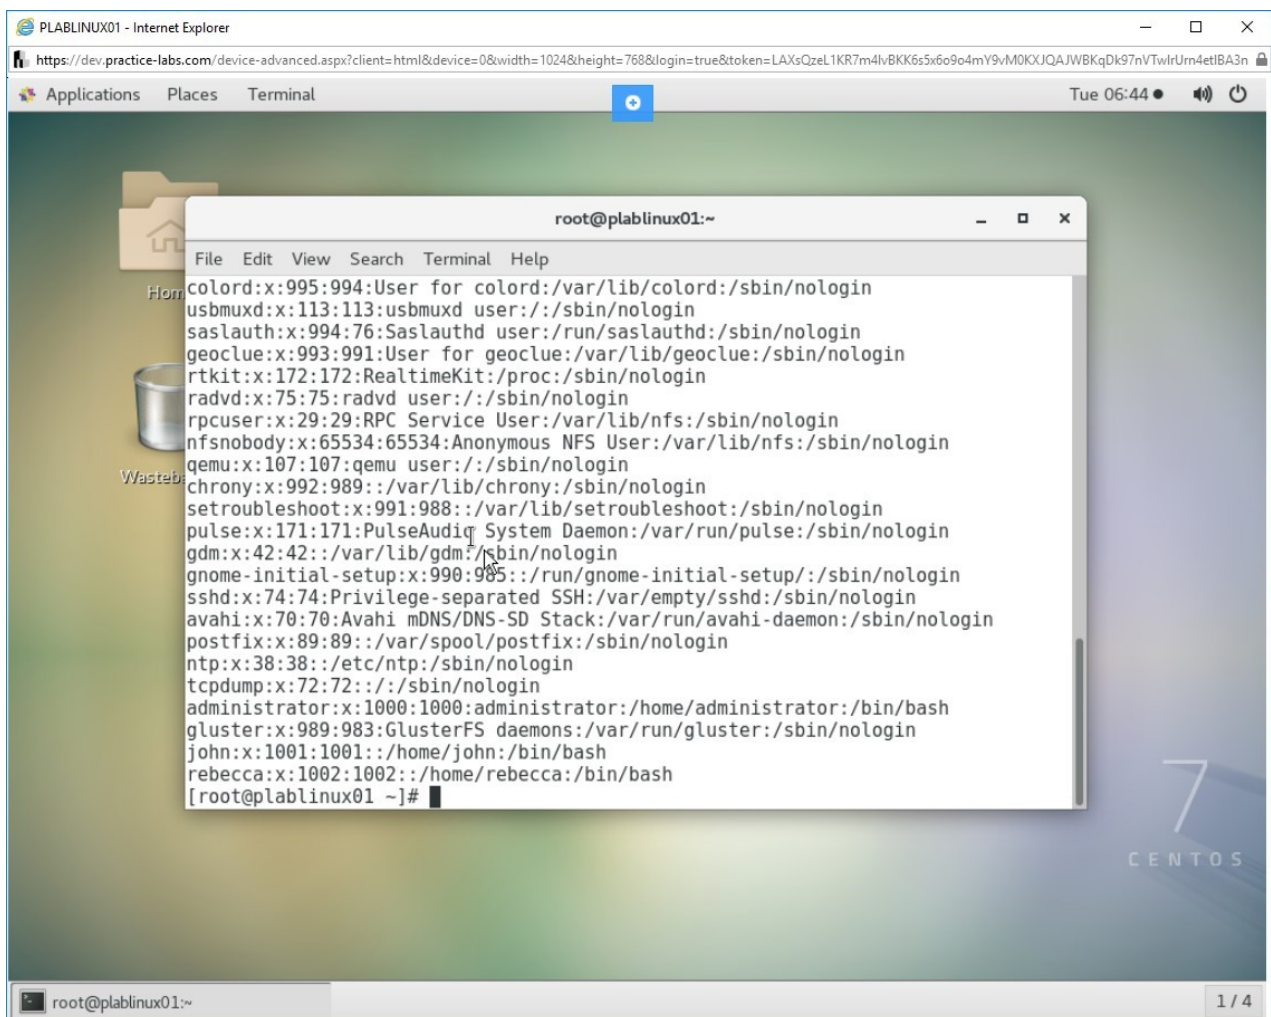 PLABLINUX01 - Internet Explorer
https://dev.practice-labs.com/device-advanced.aspx?client=html&device=0&width=1024&height=768&login=true&token=
Applications Places Terminal Tue 06:44
root@plablinux01:~
File Edit View Search Terminal Help
colord:x:995:994:User for colord:/var/lib/colord:/sbin/nologin
usbmuxd:x:113:113:usbmuxd user:/:/sbin/nologin
saslauth:x:994:76:Saslauthd user:/run/saslauthd:/sbin/nologin
geoclue:x:993:991:User for geoclue:/var/lib/geoclue:/sbin/nologin
rtkit:x:172:172:RealtimeKit:/proc:/sbin/nologin
radvd:x:75:75:radvd user:/:/sbin/nologin
rpcuser:x:29:29:RPC Service User:/var/lib/nfs:/sbin/nologin
nfsnobody:x:65534:65534:Anonymous NFS User:/var/lib/nfs:/sbin/nologin
qemu:x:107:107:qemu user:/:/sbin/nologin
chrony:x:992:989::/var/lib/chrony:/sbin/nologin
setroubleshoot:x:991:988::/var/lib/setroubleshoot:/sbin/nologin
pulse:x:171:171:PulseAudio System Daemon:/var/run/pulse:/sbin/nologin
gdm:x:42:42::/var/lib/gdm:/sbin/nologin
gnome-initial-setup:x:990:985::/run/gnome-initial-setup/:/sbin/nologin
sshd:x:74:74:Privilege-separated SSH:/var/empty/sshd:/sbin/nologin
avahi:x:70:70:Avahi mDNS/DNS-SD Stack:/var/run/avahi-daemon:/sbin/nologin
postfix:x:89:89::/var/spool/postfix:/sbin/nologin
ntp:x:38:38::/etc/ntp:/sbin/nologin
tcpdump:x:72:72::/:/sbin/nologin
administrator:x:1000:1000:administrator:/home/administrator:/bin/bash
gluster:x:989:983:GlusterFS daemons:/var/run/gluster:/sbin/nologin
john:x:1001:1001::/home/john:/bin/bash
rebecca:x:1002:1002::/home/rebecca:/bin/bash
[root@plablinux01 ~]#
Hom
Wasteb
7
CENTOS
root@plablinux01:~
1 / 4